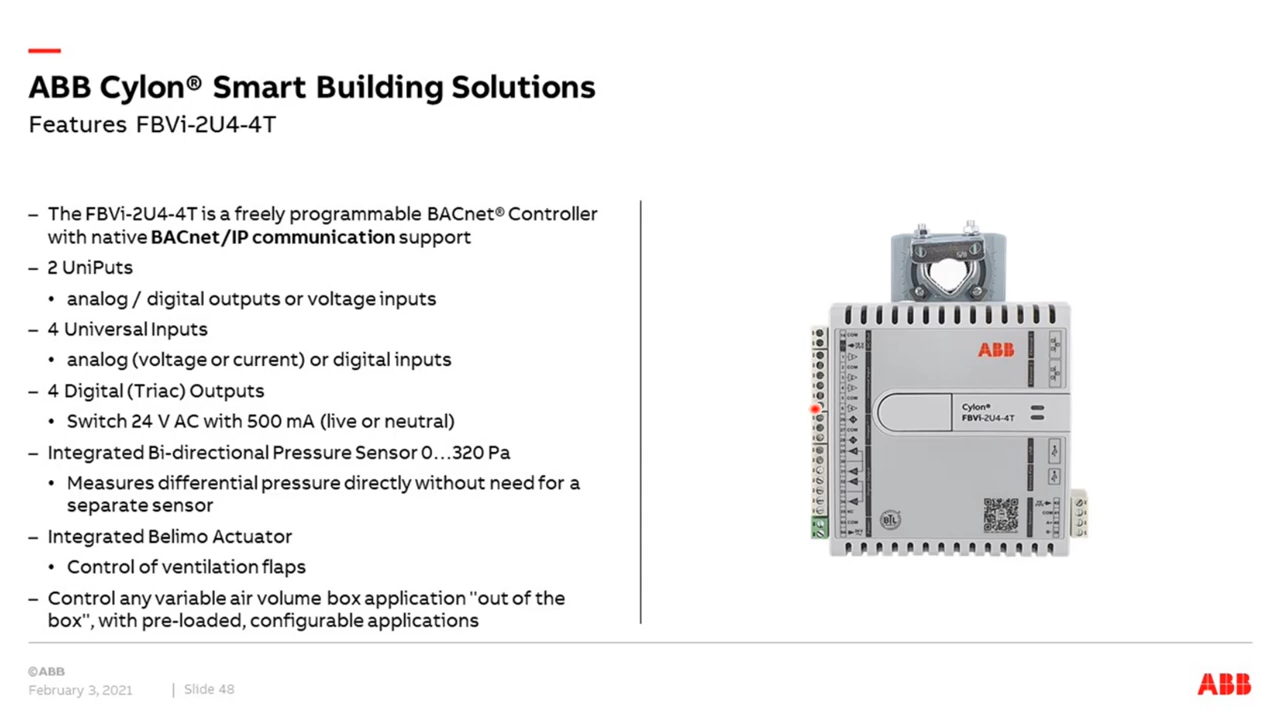 ABB Cylon® Smart Building Solutions
Features FBVi-2U4-4T
– The FBVi-2U4-4T is a freely programmable BACnet® Controller
with native BACnet/IP communication support
– 2 UniPuts
• analog / digital outputs or voltage inputs
– 4 Universal Inputs
• analog (voltage or current) or digital inputs
– 4 Digital (Triac) Outputs
• Switch 24 V AC with 500 mA (live or neutral)
– Integrated Bi-directional Pressure Sensor 0…320 Pa
• Measures differential pressure directly without need for a
separate sensor
– Integrated Belimo Actuator
• Control of ventilation flaps
– Control any variable air volume box application "out of the
box", with pre-loaded, configurable applications
ABB
Cylon®
FBVi-2U4-4T
BTL
©ABB
February 3, 2021 | Slide 48
ABB